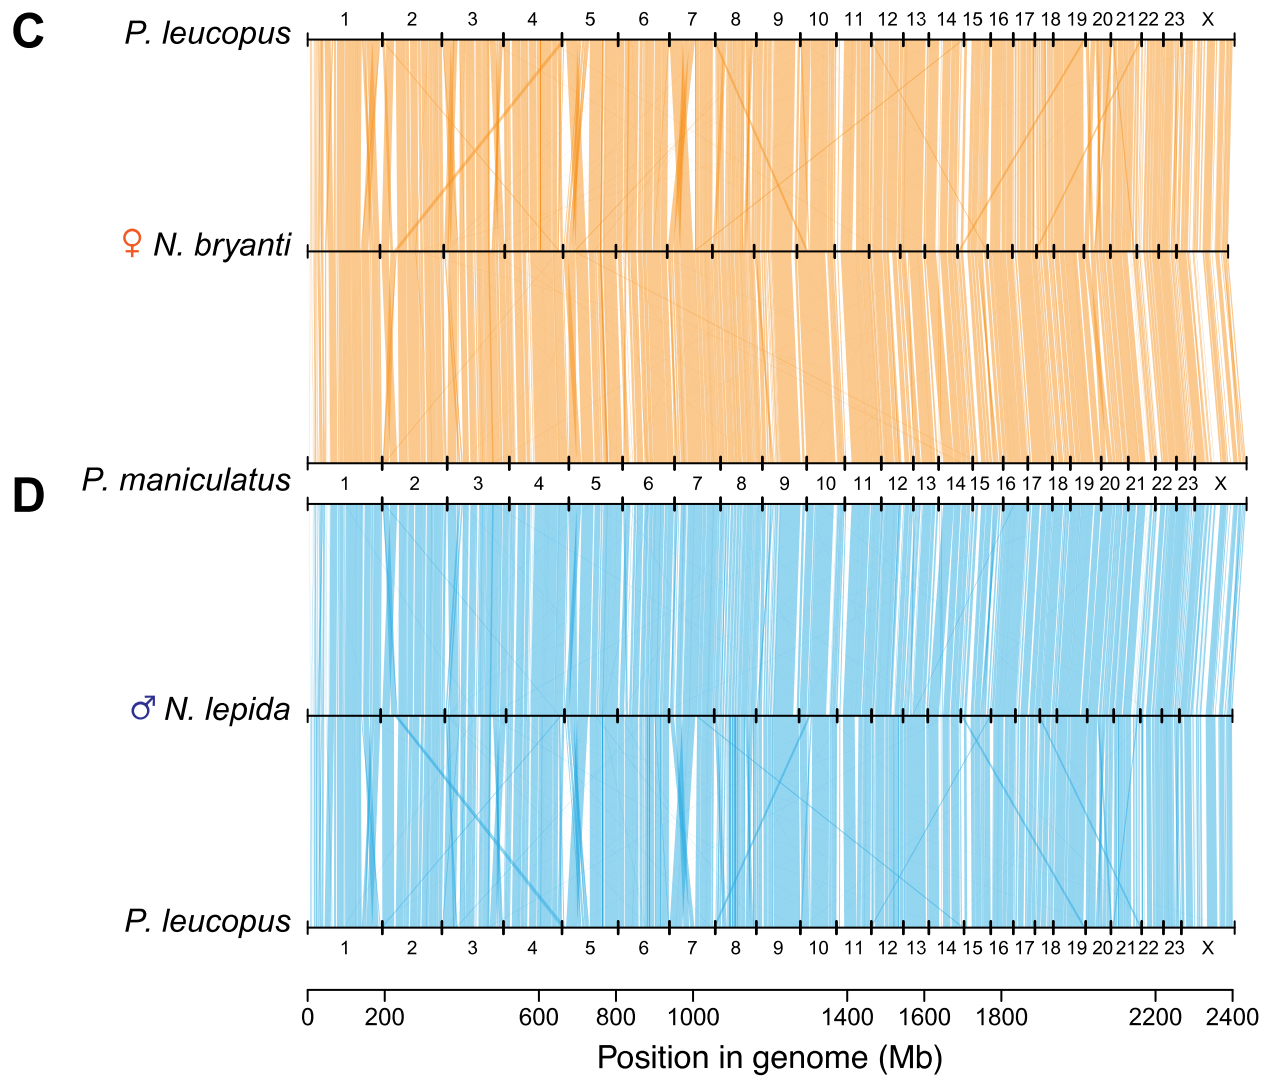 C
P. leucopus
1 2 3 4 5 6 7 8 9 10 11 12 13 14 15 16 17 18 19 20 21 22 23 X
♀ N. bryanti
P. maniculatus
1 2 3 4 5 6 7 8 9 10 11 12 13 14 15 16 17 18 19 20 21 22 23 X
D
♂ N. lepida
P. leucopus
1 2 3 4 5 6 7 8 9 10 11 12 13 14 15 16 17 18 19 20 21 22 23 X
0 200 600 800 1000 1400 1600 1800 2200 2400
Position in genome (Mb)